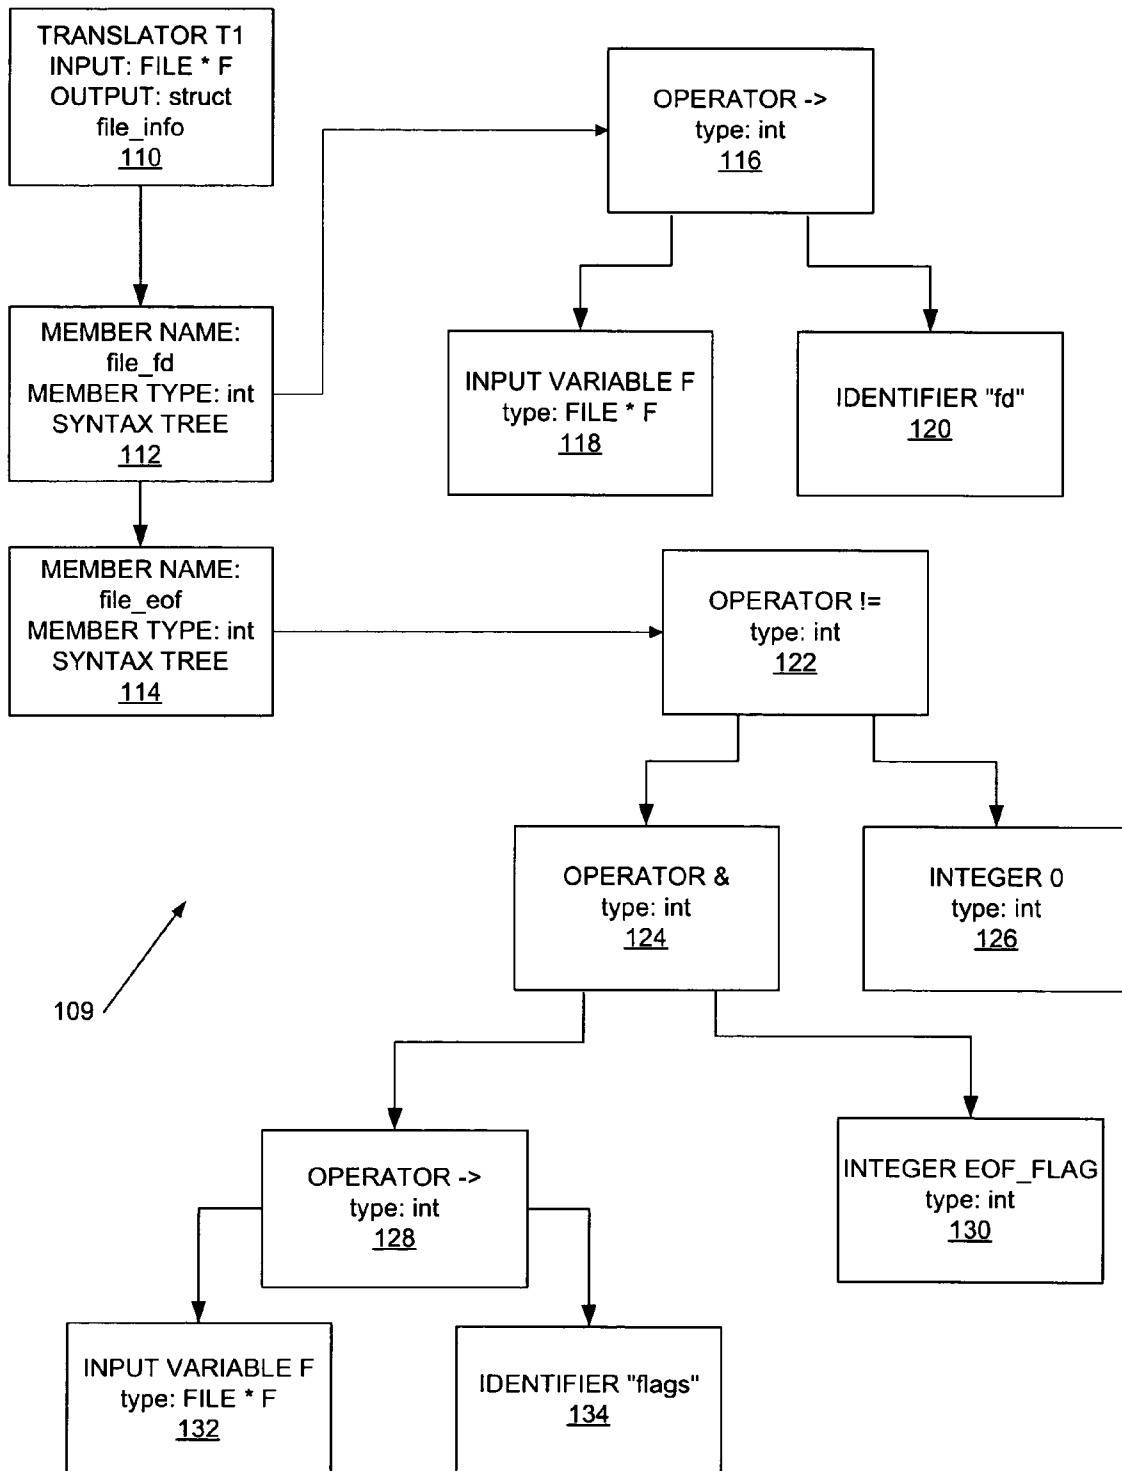 TRANSLATOR T1
INPUT: FILE * F
OUTPUT: struct
file_info
110
OPERATOR ->
type: int
116
MEMBER NAME:
file_fd
MEMBER TYPE: int
SYNTAX TREE
112
INPUT VARIABLE F
type: FILE * F
118
IDENTIFIER "fd"
120
MEMBER NAME:
file_eof
MEMBER TYPE: int
SYNTAX TREE
114
OPERATOR !=
type: int
122
OPERATOR &
type: int
124
INTEGER 0
type: int
126
109
OPERATOR ->
type: int
128
INTEGER EOF_FLAG
type: int
130
INPUT VARIABLE F
type: FILE * F
132
IDENTIFIER "flags"
134